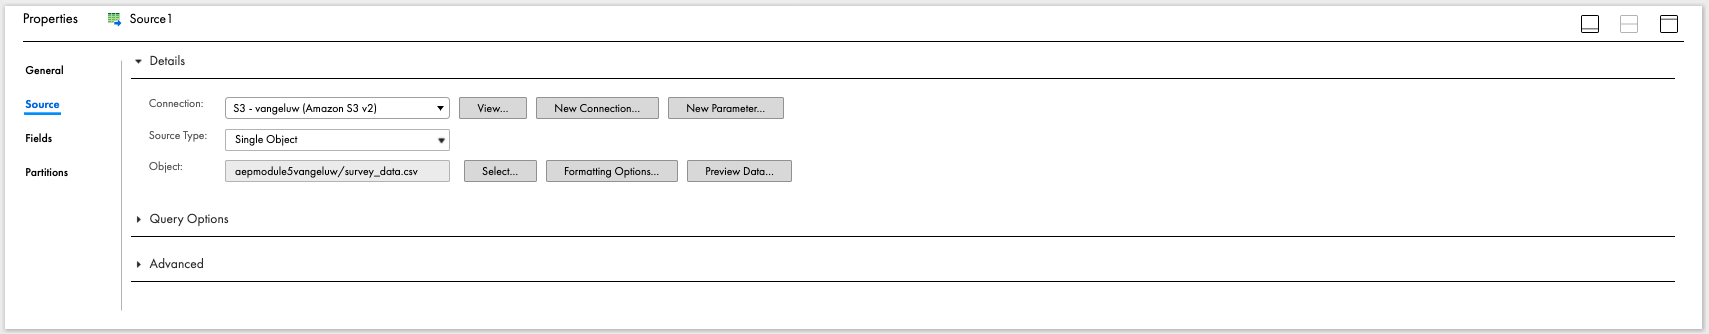 Properties Source1
General
Source
Fields
Partitions
Details
Connection: S3 - vangeluw (Amazon S3 v2) View... New Connection... New Parameter...
Source Type: Single Object
Object: aepmodule5vangeluw/survey_data.csv Select... Formatting Options... Preview Data...
Query Options
Advanced